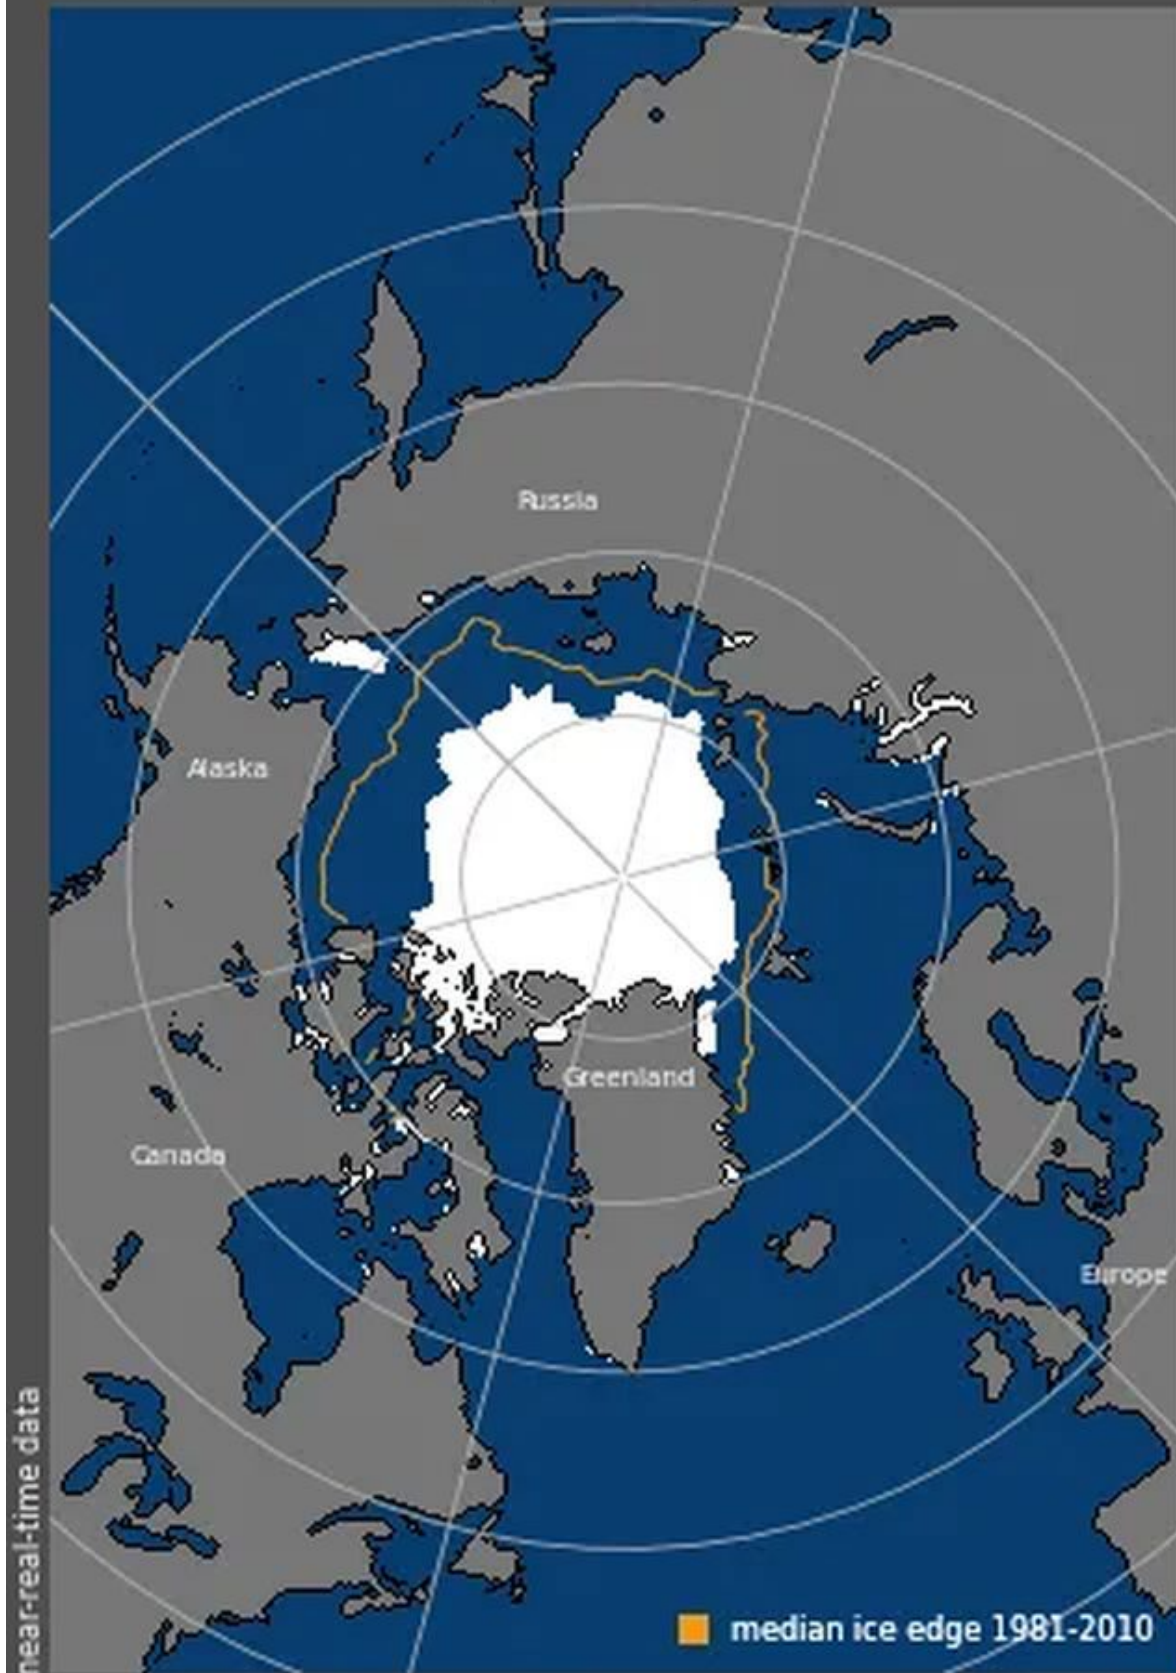 Russia
Alaska
Greenland
Canada
Europe
near-real-time data
median ice edge 1981-2010